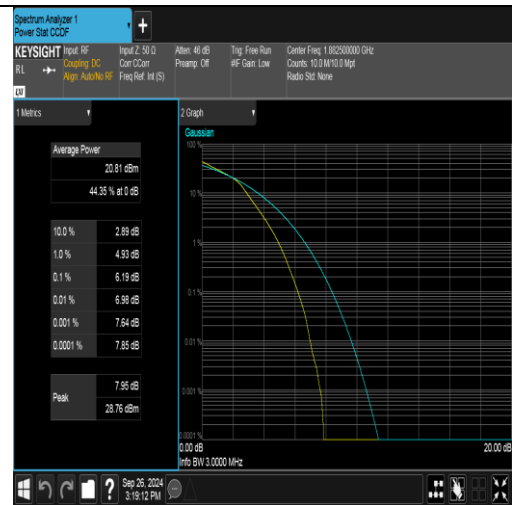 Spectrum Analyzer 1
Power Stat CCDF
KEYSIGHT
RL
LXI
Input: RF
Coupling: DC
Align: Auto/No RF
Input Z: 50 Ω
Corr CCorr
Freq Ref: Int (S)
Atten: 46 dB
Preamp: Off
Trig: Free Run
#IF Gain: Low
Center Freq: 1.882500000 GHz
Counts: 10.0 M/10.0 Mpt
Radio Std: None
1 Metrics
Average Power
20.81 dBm
44.35 % at 0 dB
10.0 % 2.89 dB
1.0 % 4.93 dB
0.1 % 6.19 dB
0.01 % 6.98 dB
0.001 % 7.64 dB
0.0001 % 7.85 dB
Peak 7.95 dB
28.76 dBm
2 Graph
Gaussian
100 %
10 %
1 %
0.1 %
0.01 %
0.001 %
0.0001 %
0.00 dB 20.00 dB
Info BW 3.0000 MHz
?
Sep 26, 2024
3:19:12 PM